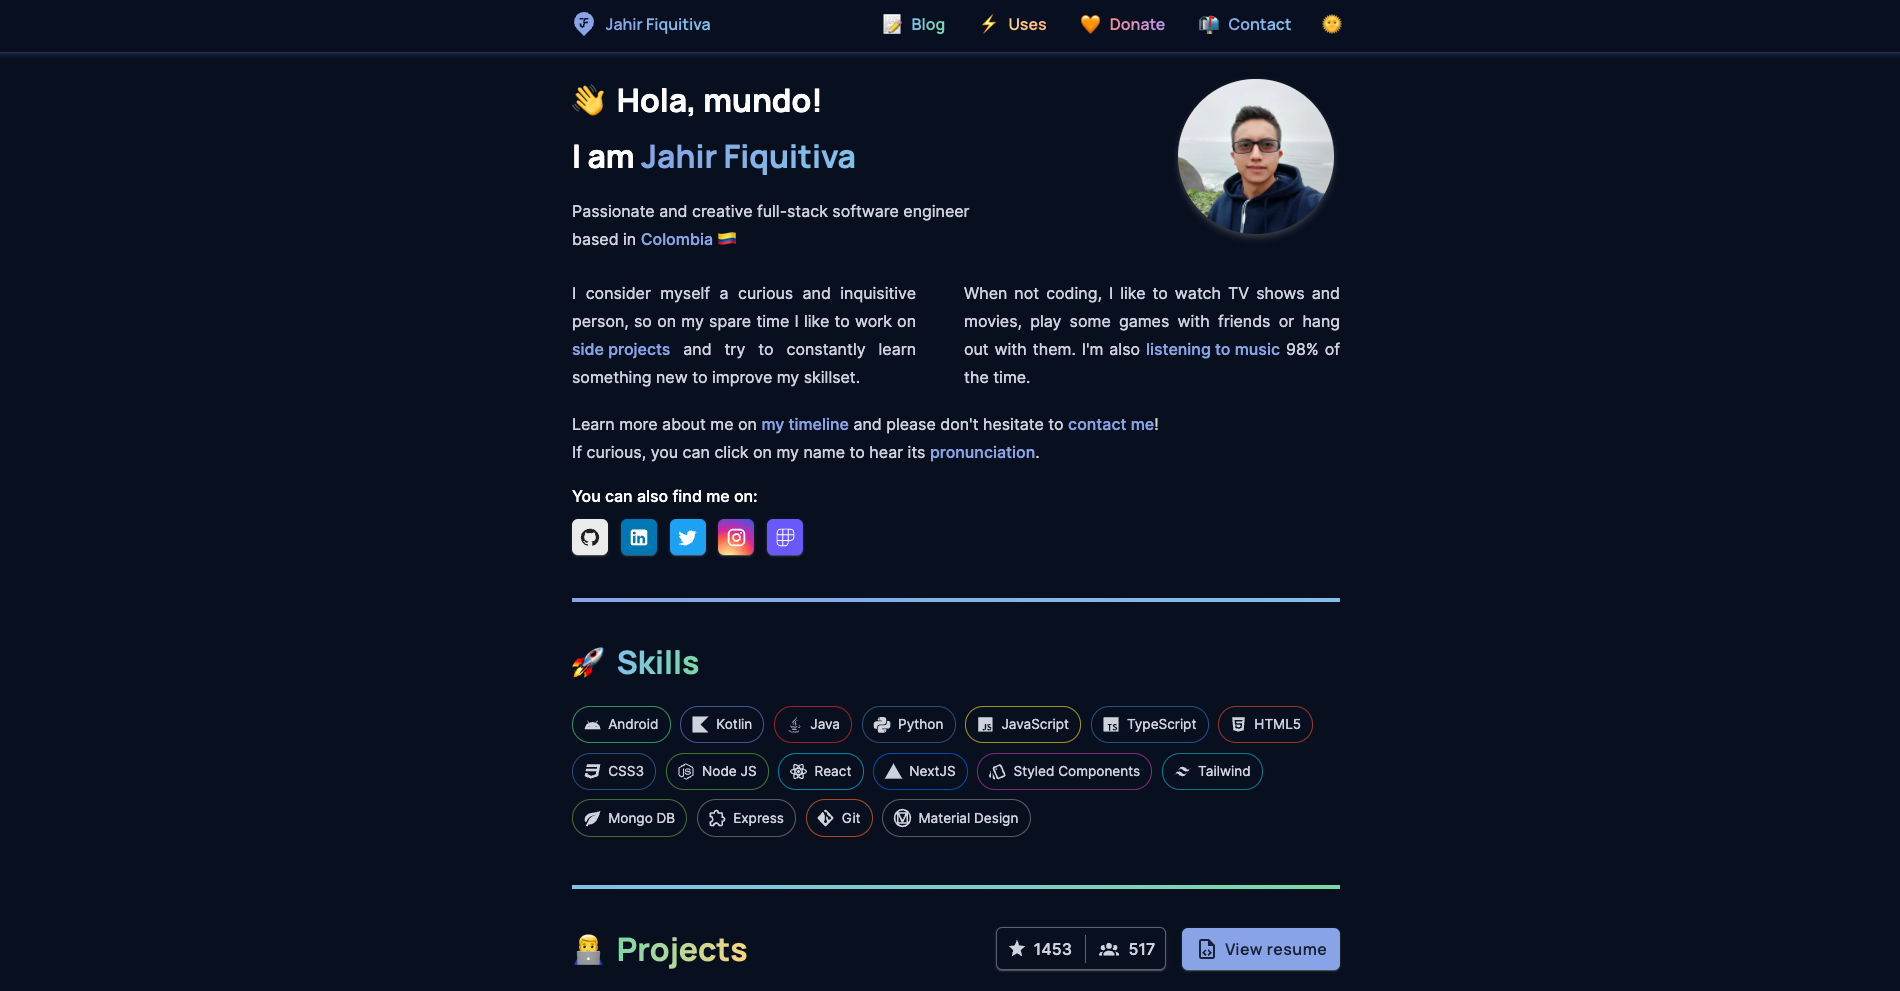 Jahir Fiquitiva
Blog
Uses
Donate
Contact
Hola, mundo!
I am Jahir Fiquitiva
Passionate and creative full-stack software engineer
based in Colombia
I consider myself a curious and inquisitive
person, so on my spare time I like to work on
side projects and try to constantly learn
something new to improve my skillset.
When not coding, I like to watch TV shows and
movies, play some games with friends or hang
out with them. I'm also listening to music 98% of
the time.
Learn more about me on my timeline and please don't hesitate to contact me!
If curious, you can click on my name to hear its pronunciation.
You can also find me on:
Skills
Android
Kotlin
Java
Python
JavaScript
TypeScript
HTML5
CSS3
Node JS
React
NextJS
Styled Components
Tailwind
Mongo DB
Express
Git
Material Design
Projects
1453
517
View resume